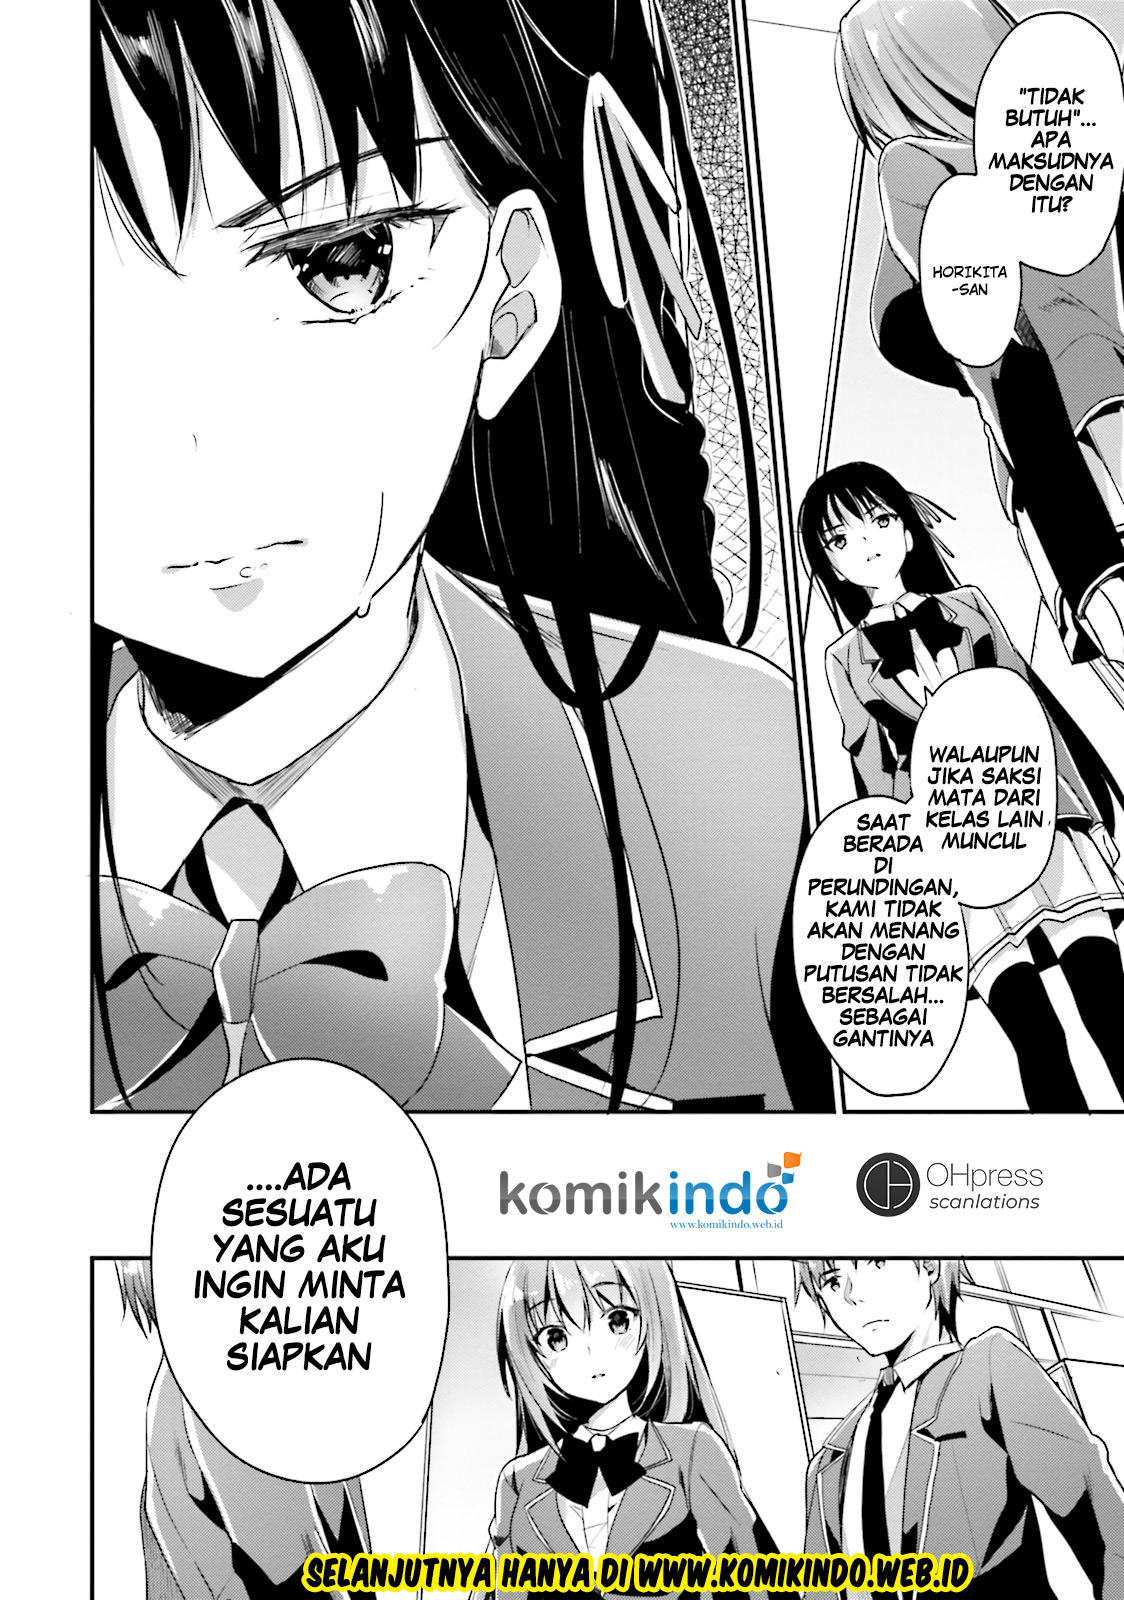 "TIDAK
BUTUH"...
APA
MAKSUDNYA
DENGAN
ITU?
HORIKITA
-SAN
WALAUPUN
JIKA SAKSI
MATA DARI
KELAS LAIN
MUNCUL
SAAT
BERADA
DI
PERUNDINGAN,
KAMI TIDAK
AKAN MENANG
DENGAN
PUTUSAN TIDAK
BERSALAH...
SEBAGAI
GANTINYA
.....ADA
SESUATU
YANG AKU
INGIN MINTA
KALIAN
SIAPKAN
komikindo
www.komikindo.web.id
OHpress
scanlations
SELANJUTNYA HANYA DI WWW.KOMIKINDO.WEB.ID